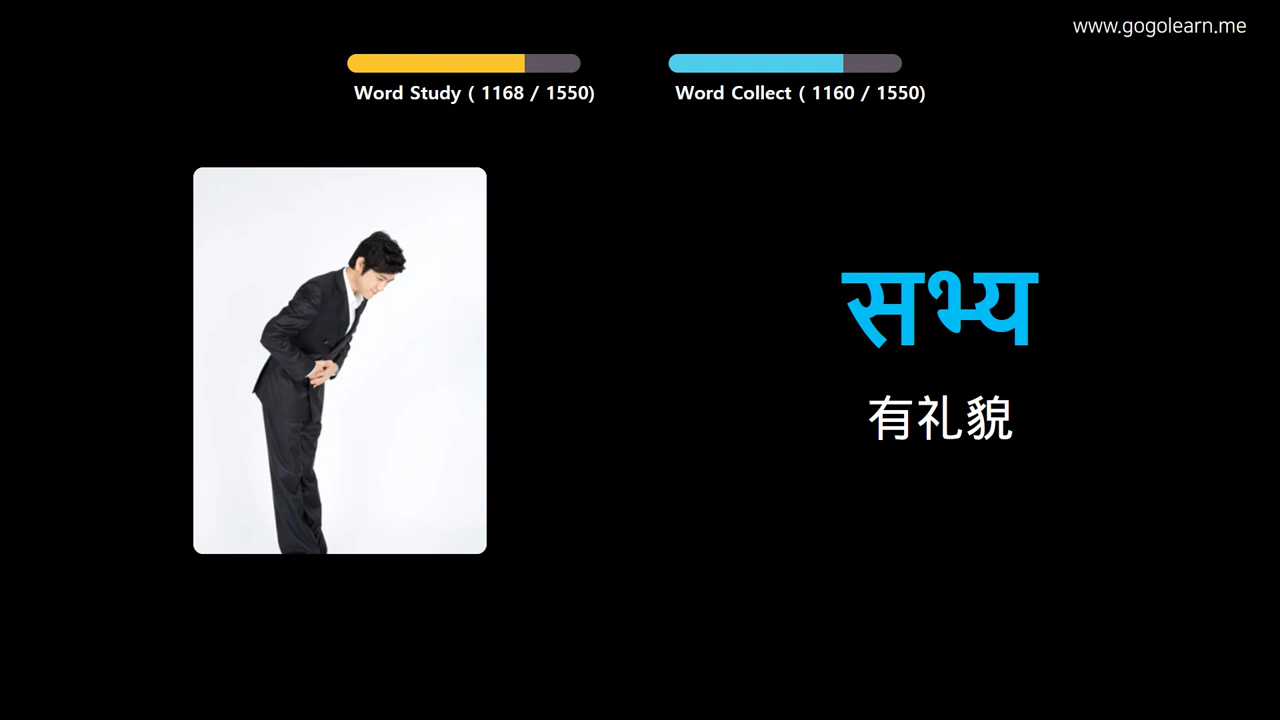 www.gogolearn.me
Word Study ( 1168 / 1550)
Word Collect ( 1160 / 1550)
सभ्य
有礼貌